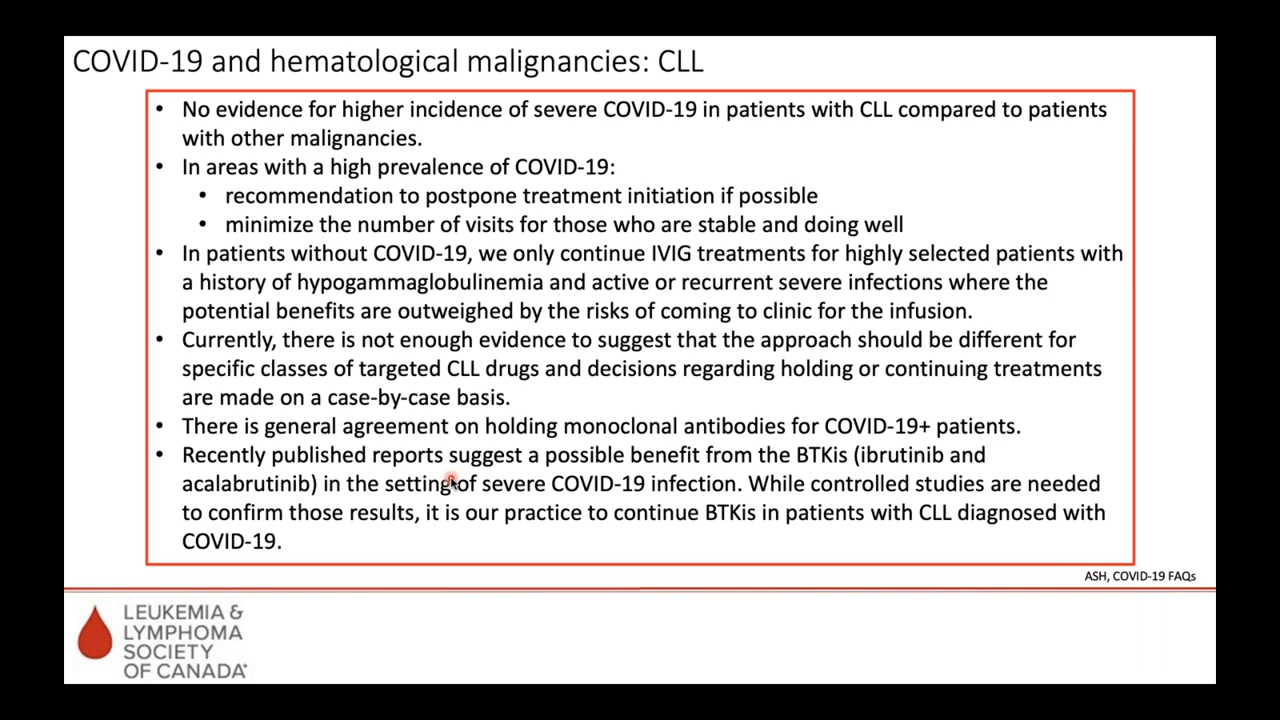 COVID-19 and hematological malignancies: CLL
• No evidence for higher incidence of severe COVID-19 in patients with CLL compared to patients
with other malignancies.
• In areas with a high prevalence of COVID-19:
• recommendation to postpone treatment initiation if possible
• minimize the number of visits for those who are stable and doing well
• In patients without COVID-19, we only continue IVIG treatments for highly selected patients with
a history of hypogammaglobulinemia and active or recurrent severe infections where the
potential benefits are outweighed by the risks of coming to clinic for the infusion.
• Currently, there is not enough evidence to suggest that the approach should be different for
specific classes of targeted CLL drugs and decisions regarding holding or continuing treatments
are made on a case-by-case basis.
• There is general agreement on holding monoclonal antibodies for COVID-19+ patients.
• Recently published reports suggest a possible benefit from the BTKis (ibrutinib and
acalabrutinib) in the setting of severe COVID-19 infection. While controlled studies are needed
to confirm those results, it is our practice to continue BTKis in patients with CLL diagnosed with
COVID-19.
ASH, COVID-19 FAQs
LEUKEMIA &
LYMPHOMA
SOCIETY
OF CANADA